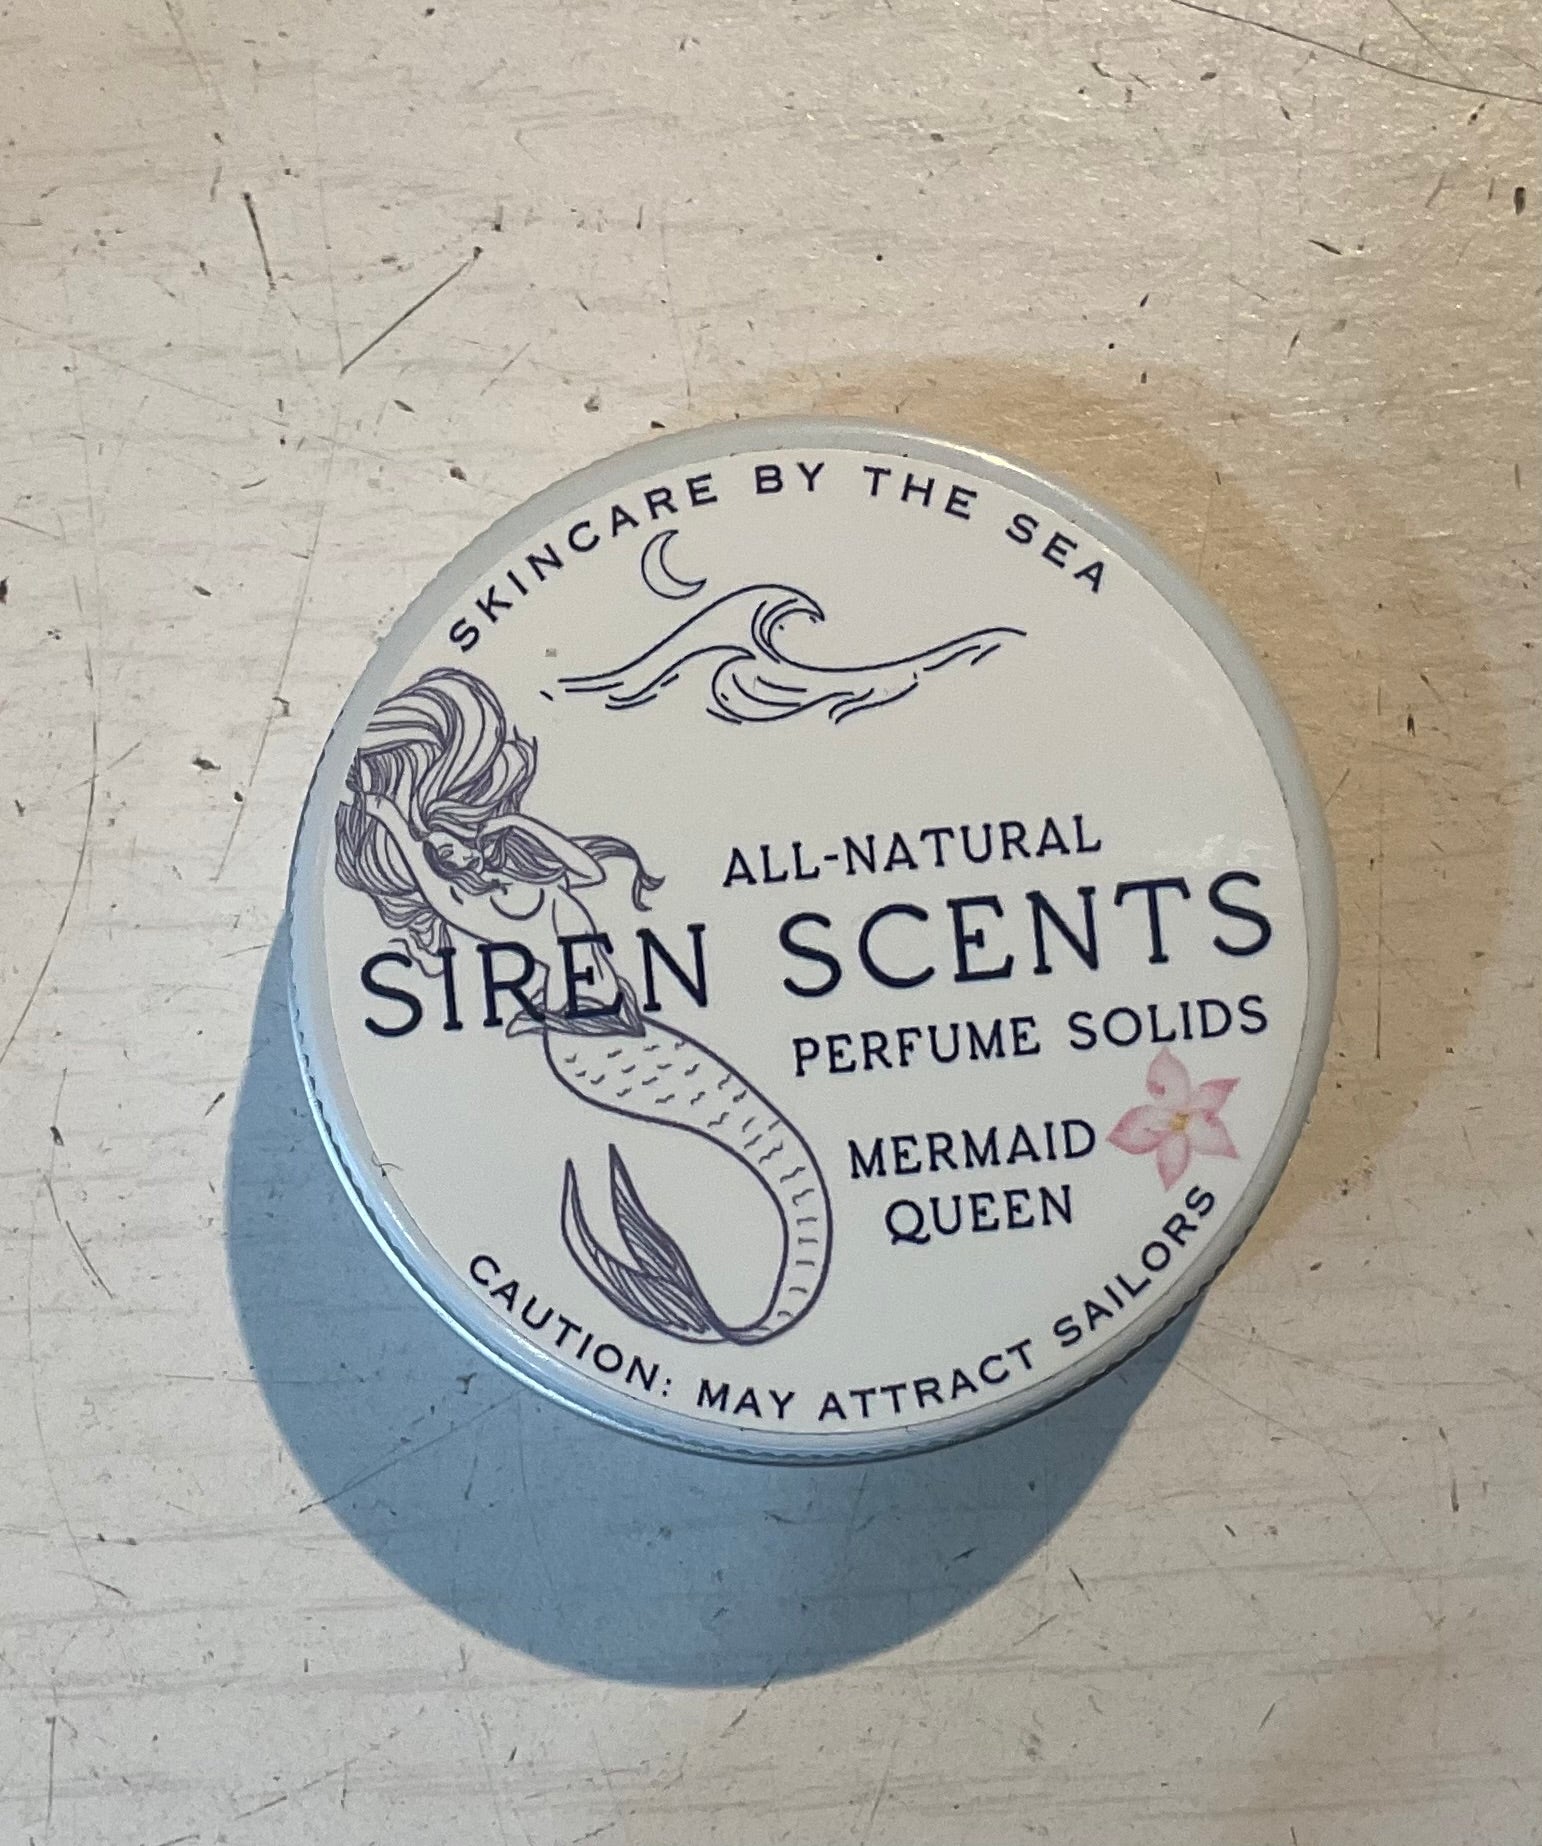 SKINCARE BY THE SEA
ALL-NATURAL
SIREN SCENTS
PERFUME SOLIDS
MERMAID
QUEEN
CAUTION: MAY ATTRACT SAILORS